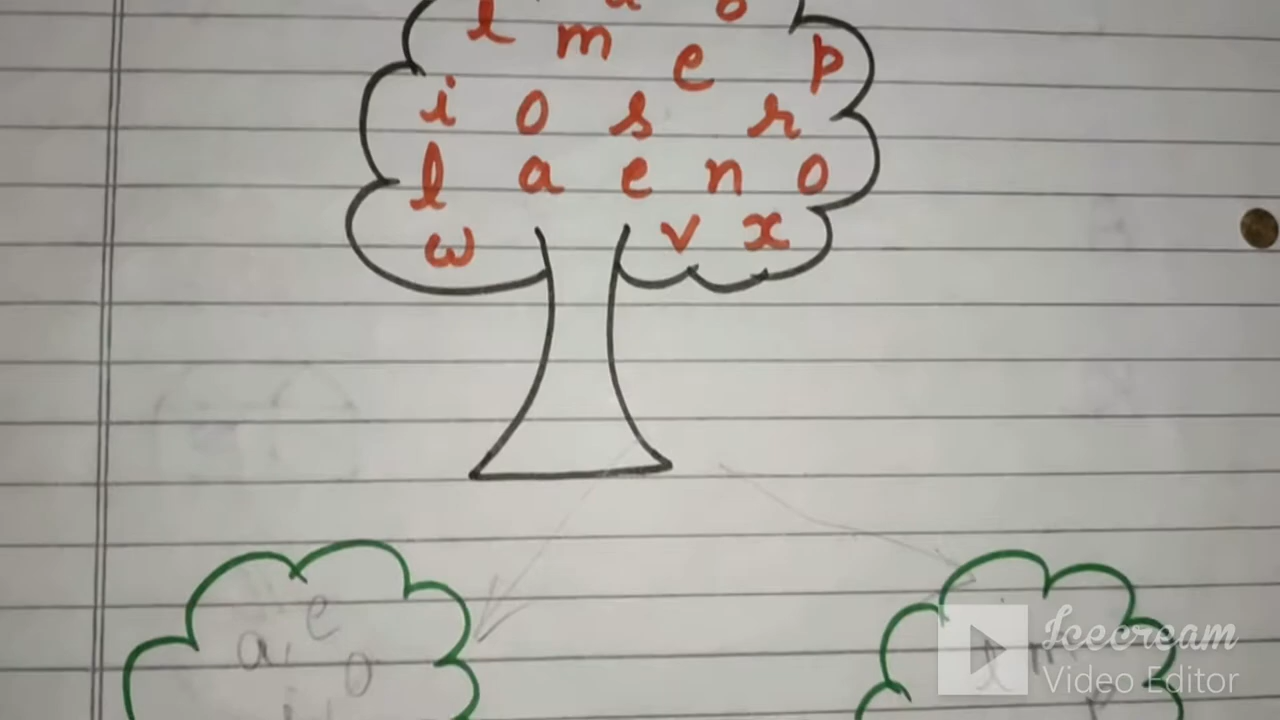 l m e p
i o s r
l a e n o
w v x
a e o i
l m p
Icecream
Video Editor